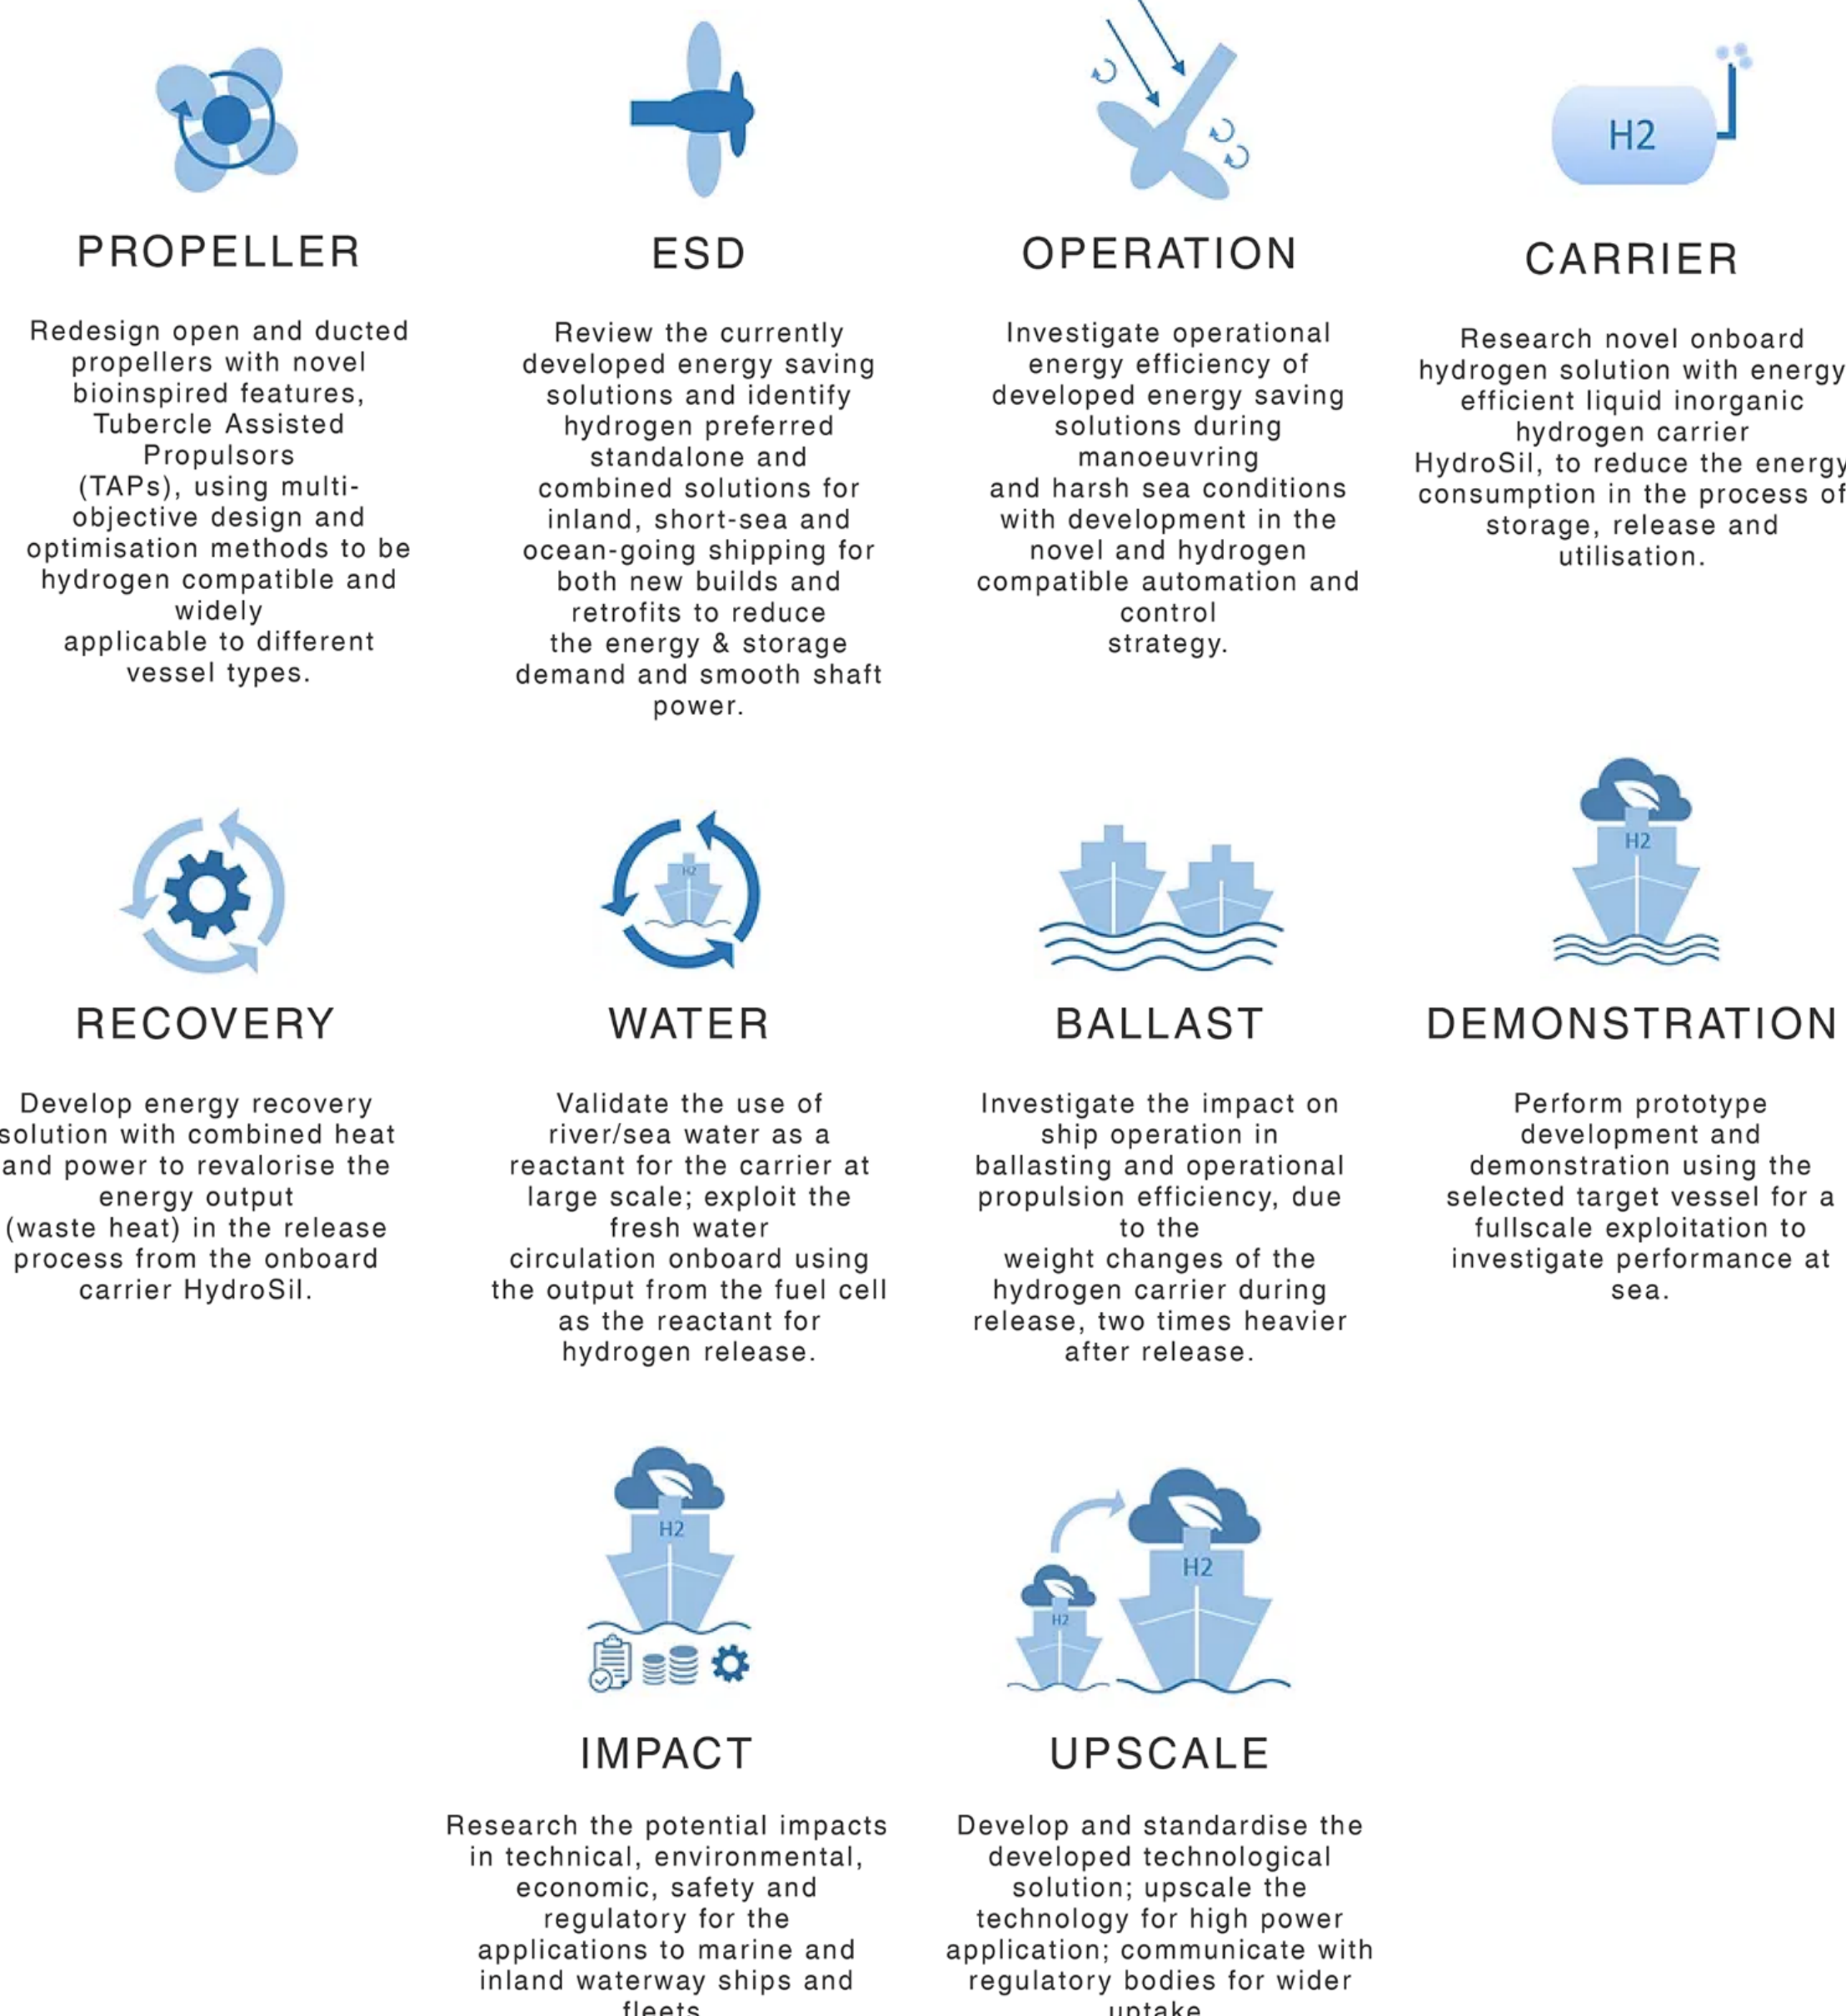 H2
PROPELLER
Redesign open and ducted
propellers with novel
bioinspired features,
Tubercle Assisted
Propulsors
(TAPs), using multi-
objective design and
optimisation methods to be
hydrogen compatible and
widely
applicable to different
vessel types.
ESD
Review the currently
developed energy saving
solutions and identify
hydrogen preferred
standalone and
combined solutions for
inland, short-sea and
ocean-going shipping for
both new builds and
retrofits to reduce
the energy & storage
demand and smooth shaft
power.
OPERATION
Investigate operational
energy efficiency of
developed energy saving
solutions during
manoeuvring
and harsh sea conditions
with development in the
novel and hydrogen
compatible automation and
control
strategy.
CARRIER
Research novel onboard
hydrogen solution with energy
efficient liquid inorganic
hydrogen carrier
HydroSil, to reduce the energy
consumption in the process of
storage, release and
utilisation.
RECOVERY
Develop energy recovery
solution with combined heat
and power to revalorise the
energy output
(waste heat) in the release
process from the onboard
carrier HydroSil.
H2
WATER
Validate the use of
river/sea water as a
reactant for the carrier at
large scale; exploit the
fresh water
circulation onboard using
the output from the fuel cell
as the reactant for
hydrogen release.
BALLAST
Investigate the impact on
ship operation in
ballasting and operational
propulsion efficiency, due
to the
weight changes of the
hydrogen carrier during
release, two times heavier
after release.
H2
DEMONSTRATION
Perform prototype
development and
demonstration using the
selected target vessel for a
fullscale exploitation to
investigate performance at
sea.
H2
IMPACT
Research the potential impacts
in technical, environmental,
economic, safety and
regulatory for the
applications to marine and
inland waterway ships and
fleets
H2
H2
UPSCALE
Develop and standardise the
developed technological
solution; upscale the
technology for high power
application; communicate with
regulatory bodies for wider
uptake